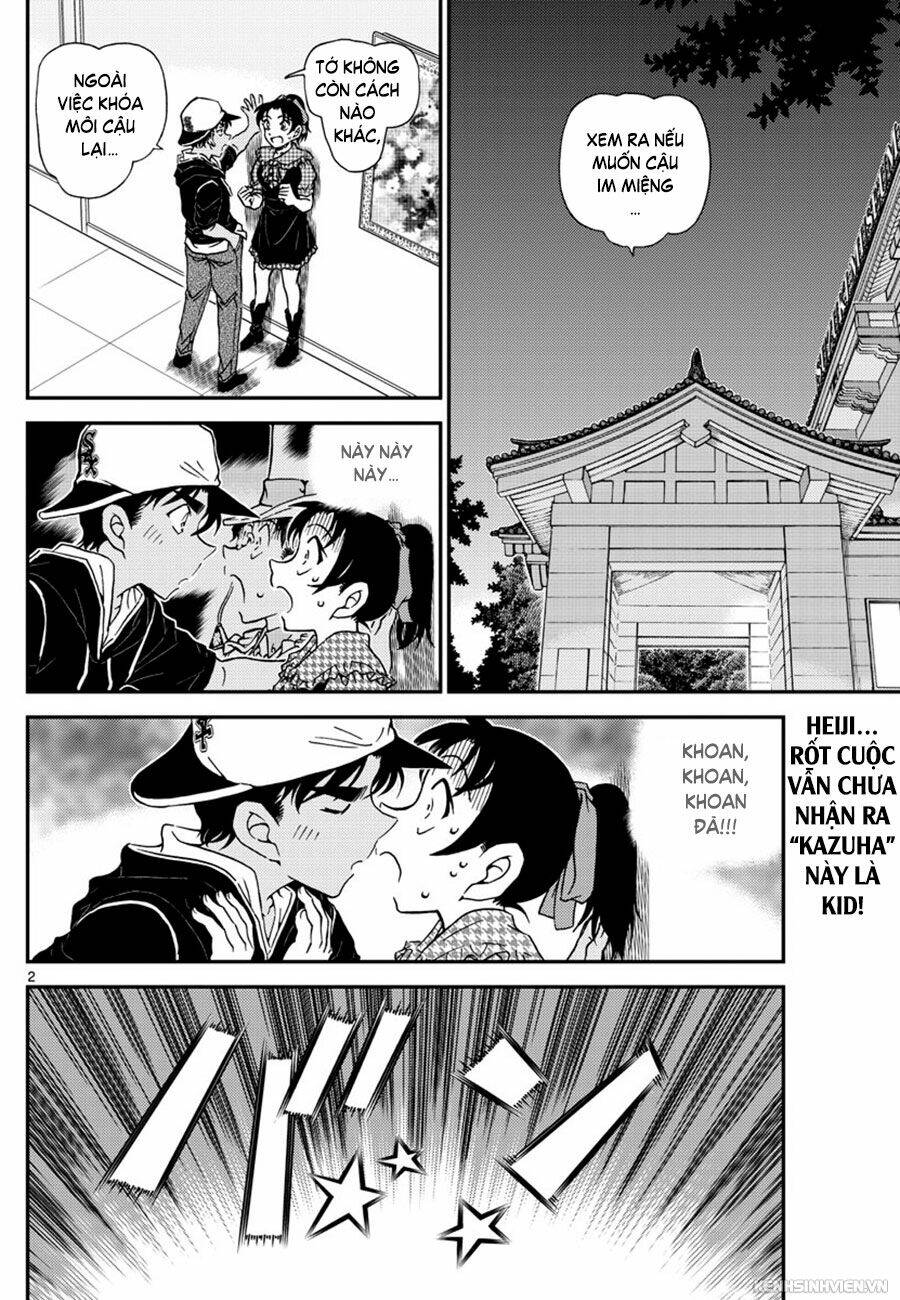 XEM RA NẾU
MUỐN CẬU
IM MIỆNG
...
TỚ KHÔNG
CÒN CÁCH
NÀO
KHÁC,
NGOÀI
VIỆC KHÓA
MÔI CẬU
LẠI...
NÀY NÀY
NÀY...
KHOAN,
KHOAN,
KHOAN
ĐÃ!!!
HEIJI...
RỐT CUỘC
VẪN CHƯA
NHẬN RA
“KAZUHA”
NÀY LÀ
KID!
2
KENHSINHVIEN.VN